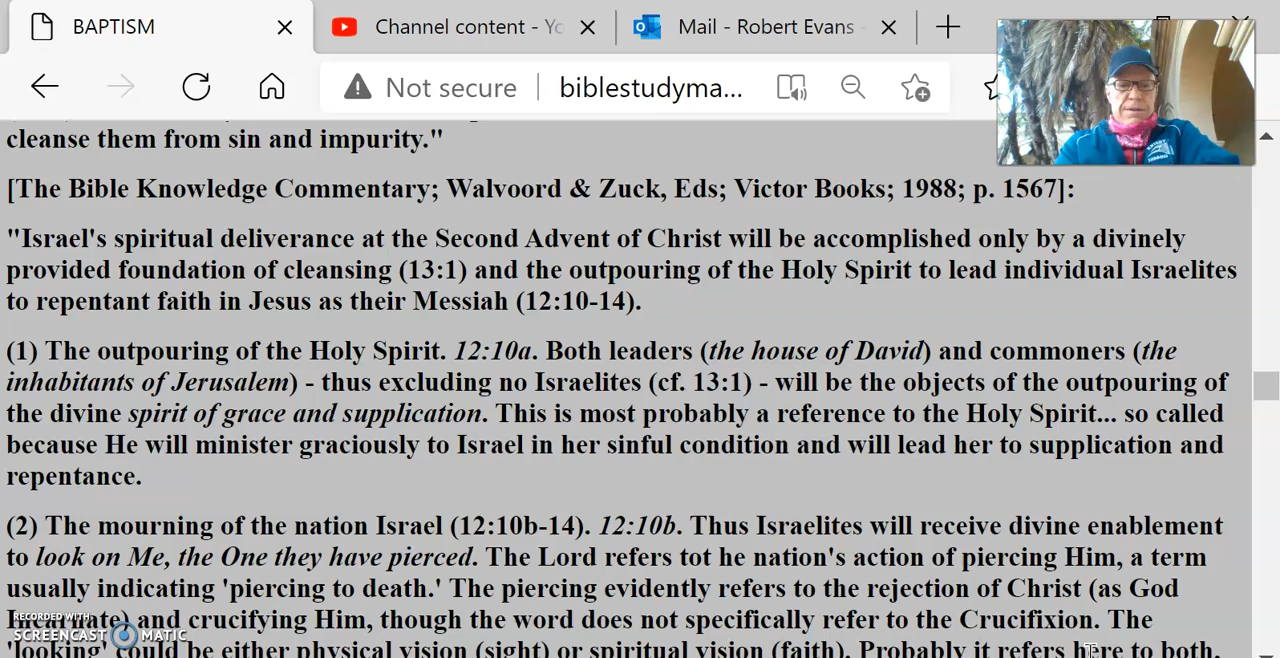 BAPTISM
Channel content - Yo
Mail - Robert Evans
Not secure
biblestudyma...
cleanse them from sin and impurity."
[The Bible Knowledge Commentary; Walvoord & Zuck, Eds; Victor Books; 1988; p. 1567]:
"Israel's spiritual deliverance at the Second Advent of Christ will be accomplished only by a divinely
provided foundation of cleansing (13:1) and the outpouring of the Holy Spirit to lead individual Israelites
to repentant faith in Jesus as their Messiah (12:10-14).
(1) The outpouring of the Holy Spirit. 12:10a. Both leaders (the house of David) and commoners (the
inhabitants of Jerusalem) - thus excluding no Israelites (cf. 13:1) - will be the objects of the outpouring of
the divine spirit of grace and supplication. This is most probably a reference to the Holy Spirit... so called
because He will minister graciously to Israel in her sinful condition and will lead her to supplication and
repentance.
(2) The mourning of the nation Israel (12:10b-14). 12:10b. Thus Israelites will receive divine enablement
to look on Me, the One they have pierced. The Lord refers tot he nation's action of piercing Him, a term
usually indicating 'piercing to death.' The piercing evidently refers to the rejection of Christ (as God
Incarnate) and crucifying Him, though the word does not specifically refer to the Crucifixion. The
'looking' could be either physical vision (sight) or spiritual vision (faith). Probably it refers here to both,
RECORDED WITH
SCREENCAST MATIC